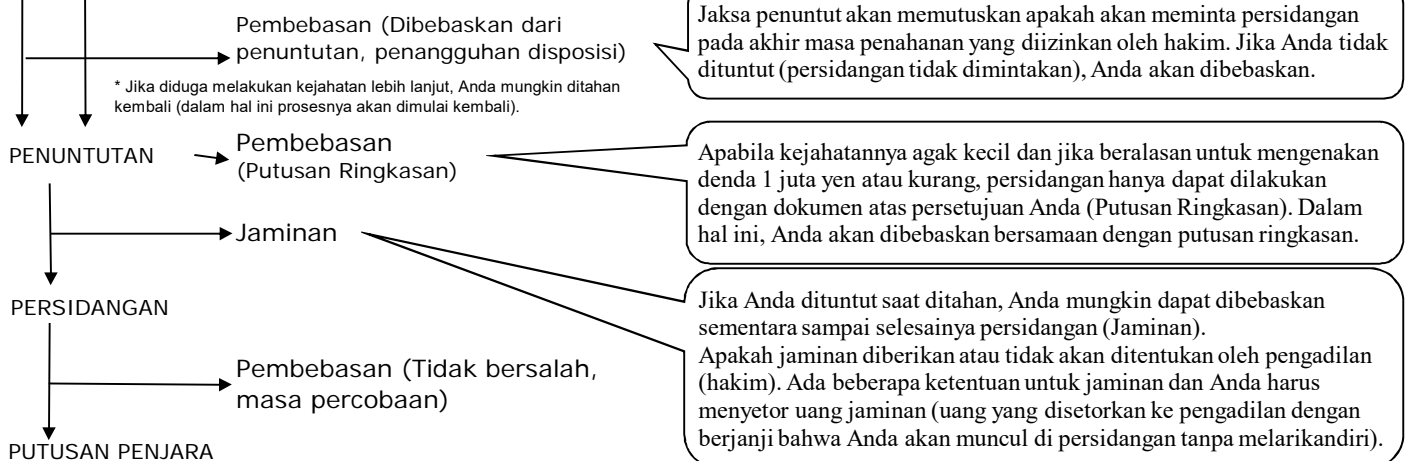 Pembebasan (Dibebaskan dari
penuntutan, penangguhan disposisi)
* Jika diduga melakukan kejahatan lebih lanjut, Anda mungkin ditahan
kembali (dalam hal ini prosesnya akan dimulai kembali).
Jaksa penuntut akan memutuskan apakah akan meminta persidangan
pada akhir masa penahanan yang diizinkan oleh hakim. Jika Anda tidak
dituntut (persidangan tidak dimintakan), Anda akan dibebaskan.
PENUNTUTAN
Pembebasan
(Putusan Ringkasan)
Apabila kejahatannya agak kecil dan jika beralasan untuk mengenakan
denda 1 juta yen atau kurang, persidangan hanya dapat dilakukan
dengan dokumen atas persetujuan Anda (Putusan Ringkasan). Dalam
hal ini, Anda akan dibebaskan bersamaan dengan putusan ringkasan.
Jaminan
Jika Anda dituntut saat ditahan, Anda mungkin dapat dibebaskan
sementara sampai selesainya persidangan (Jaminan).
Apakah jaminan diberikan atau tidak akan ditentukan oleh pengadilan
(hakim). Ada beberapa ketentuan untuk jaminan dan Anda harus
menyetor uang jaminan (uang yang disetorkan ke pengadilan dengan
berjanji bahwa Anda akan muncul di persidangan tanpa melarikandiri).
PERSIDANGAN
Pembebasan (Tidak bersalah,
masa percobaan)
PUTUSAN PENJARA